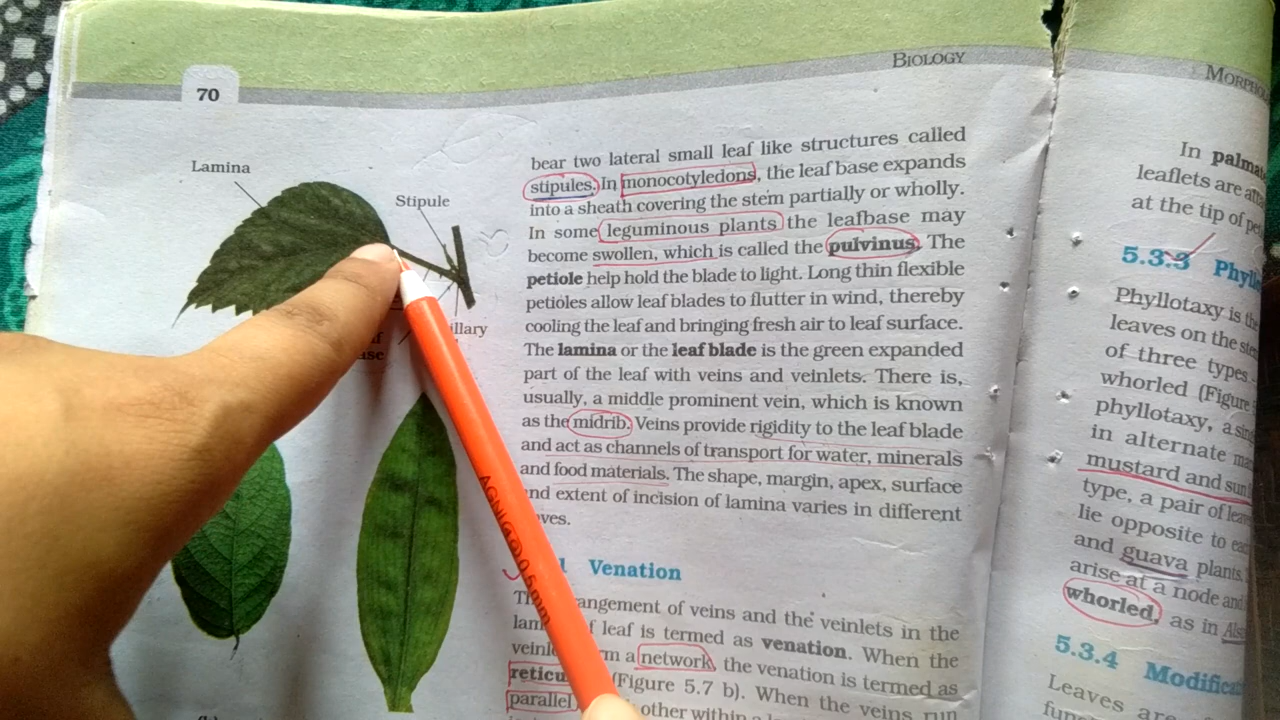 BIOLOGY
70
Lamina
Stipule
bear two lateral small leaf like structures called
stipules. In monocotyledons, the leaf base expands
into a sheath covering the stem partially or wholly.
In some leguminous plants the leafbase may
become swollen, which is called the pulvinus. The
petiole help hold the blade to light. Long thin flexible
petioles allow leaf blades to flutter in wind, thereby
cooling the leaf and bringing fresh air to leaf surface.
The lamina or the leaf blade is the green expanded
part of the leaf with veins and veinlets. There is,
usually, a middle prominent vein, which is known
as the midrib. Veins provide rigidity to the leaf blade
and act as channels of transport for water, minerals
and food materials. The shape, margin, apex, surface
and extent of incision of lamina varies in different
Venation
arrangement of veins and the veinlets in the
of leaf is termed as venation. When the
a network, the venation is termed as
(Figure 5.7 b). When the veins run
parallel other within a
AGNI(G2) 0.5mm
In
leaflets are
at the tip of
5.3.3
Phyllotaxy is the
leaves on the
of three types
whorled (Figure
phyllotaxy, a
in alternate
mustard and sun
type, a pair of
lie opposite to
and guava plants.
arise at a node and
whorled, as in
5.3.4
Leaves are